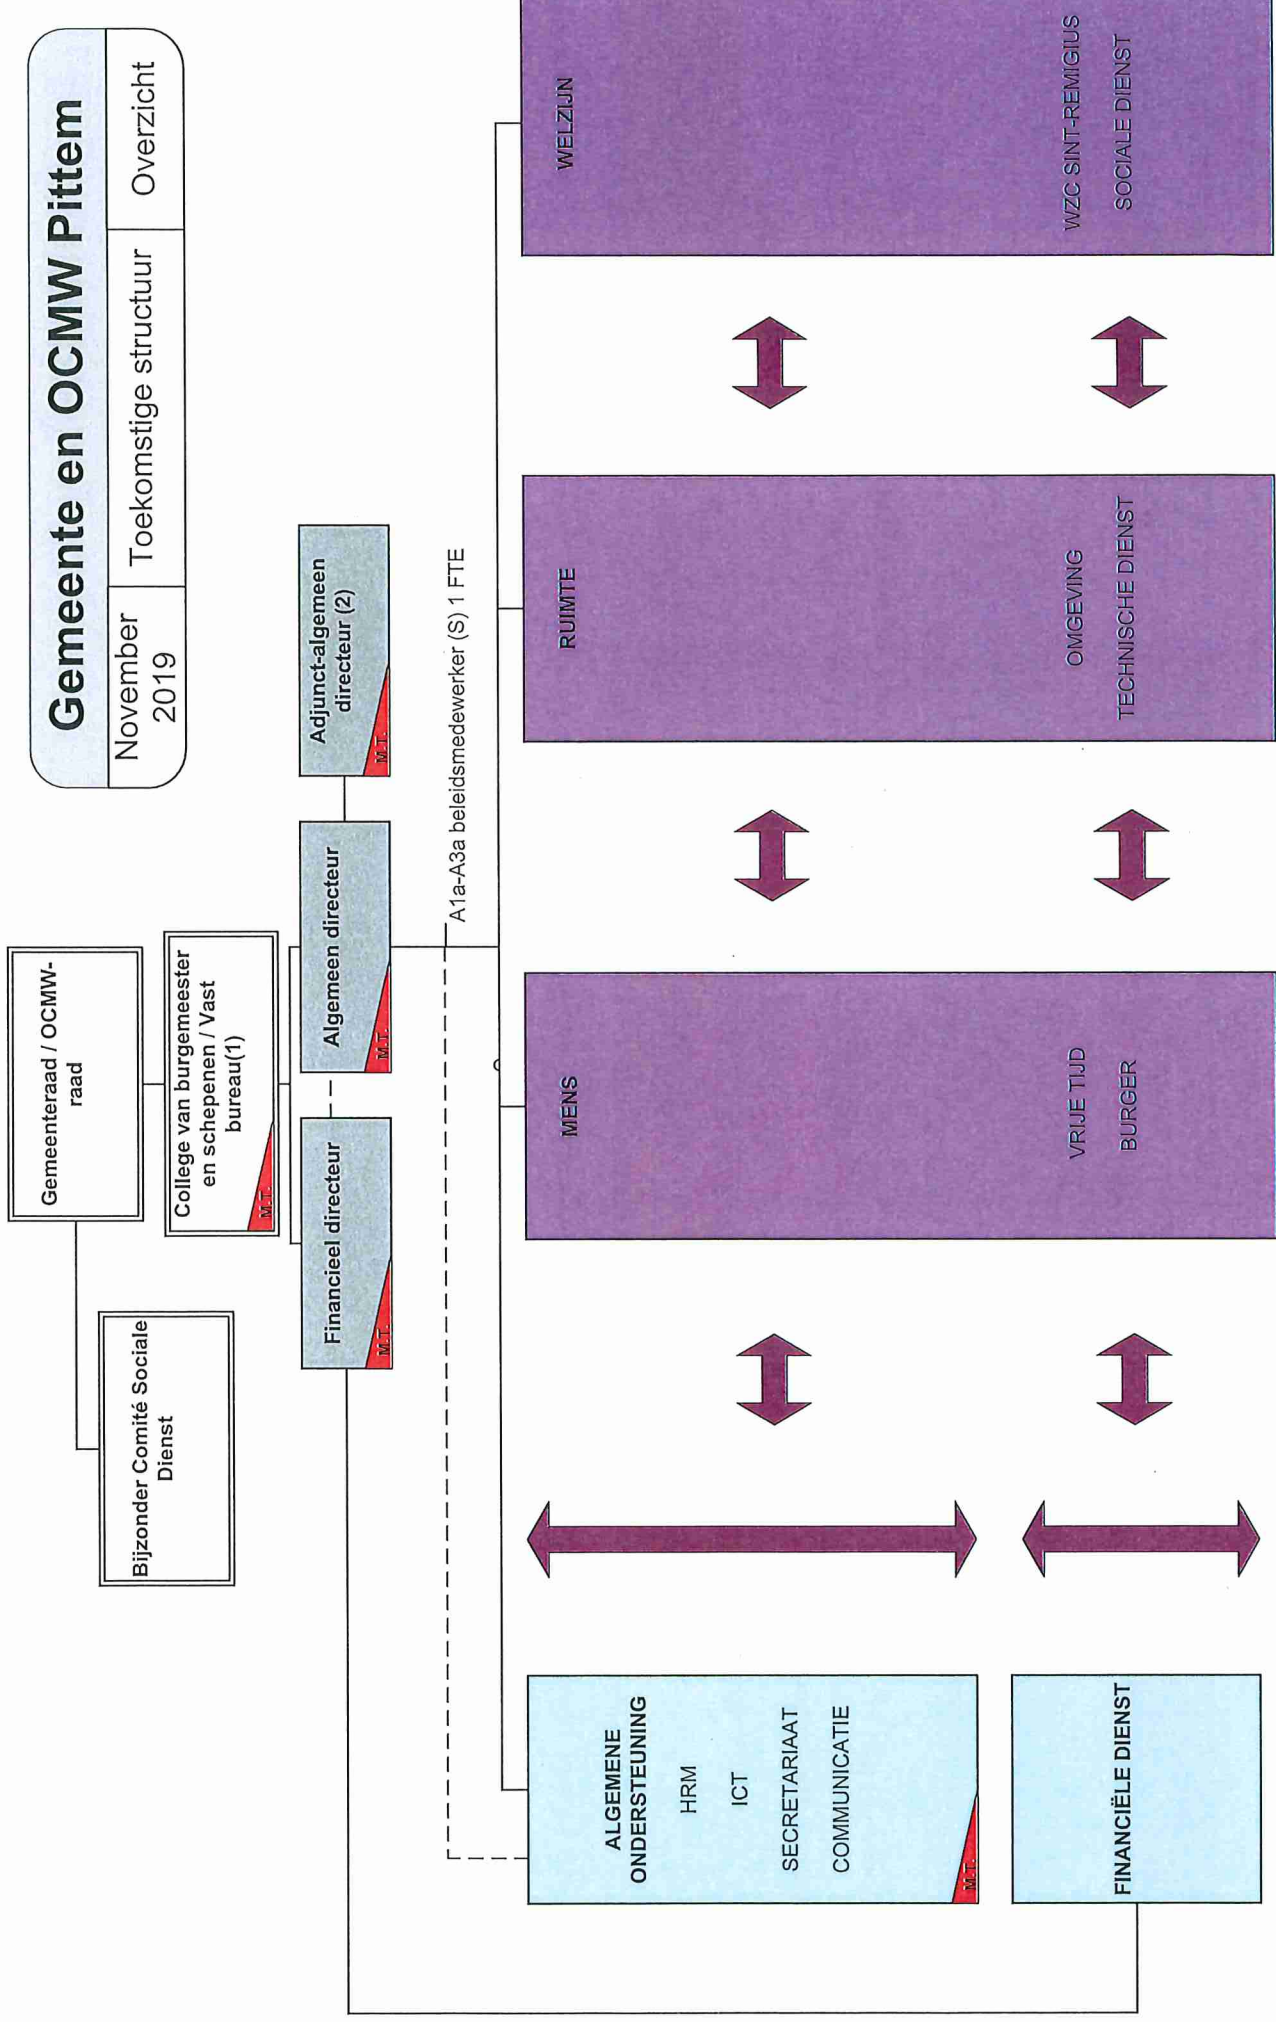 Gemeente en OCMW Pittem
November
2019
Toekomstige structuur
Overzicht
Gemeenteraad / OCMW-
raad
Bijzonder Comité Sociale
Dienst
College van burgemeester
en schepenen / Vast
bureau(1)
M.T.
Financieel directeur
M.T.
Algemeen directeur
M.T.
Adjunct-algemeen
directeur (2)
M.T.
A1a-A3a beleidsmedewerker (S) 1 FTE
ALGEMENE
ONDERSTEUNING
HRM
ICT
SECRETARIAAT
COMMUNICATIE
M.T.
FINANCIËLE DIENST
MENS
VRIJE TIJD
BURGER
RUIMTE
OMGEVING
TECHNISCHE DIENST
WELZIJN
WZC SINT-REMIGIUS
SOCIALE DIENST